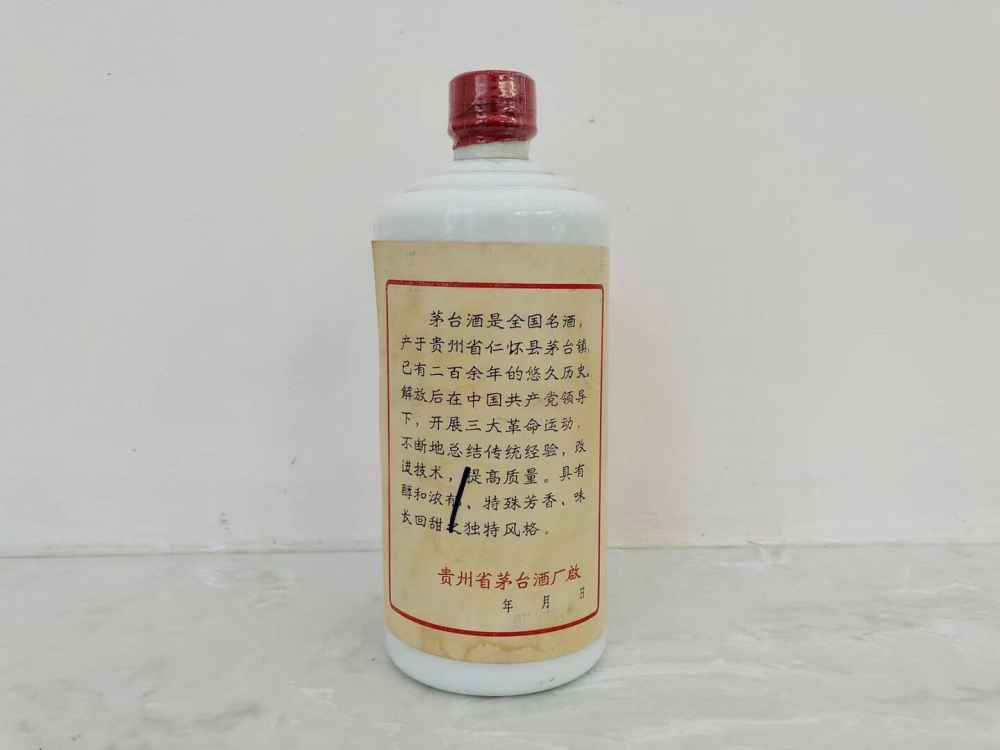 茅台酒是全国名酒，
产于贵州省仁怀县茅台镇，
已有二百余年的悠久历史。
解放后在中国共产党领导
下，开展三大革命运动，
不断地总结传统经验，改
进技术，提高质量。具有
醇和浓、特殊芳香、味
长回甜之独特风格。
贵州省茅台酒厂啟
年 月 日